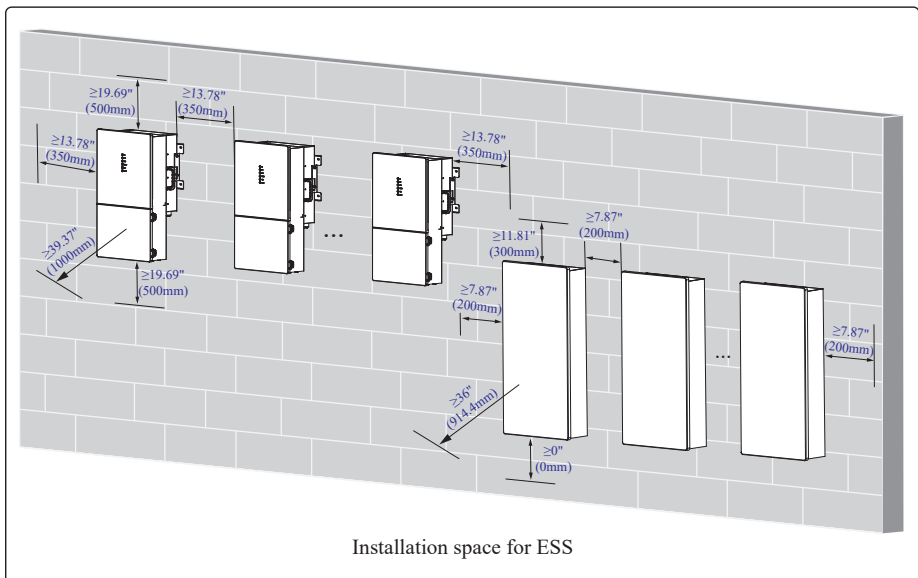 ≥19.69"
(500mm)
≥13.78"
(350mm)
≥13.78"
(350mm)
≥13.78"
(350mm)
≥39.37"
(1000mm)
≥19.69"
(500mm)
...
≥11.81"
(300mm)
≥7.87"
(200mm)
≥7.87"
(200mm)
...
≥7.87"
(200mm)
≥36"
(914.4mm)
≥0"
(0mm)
Installation space for ESS